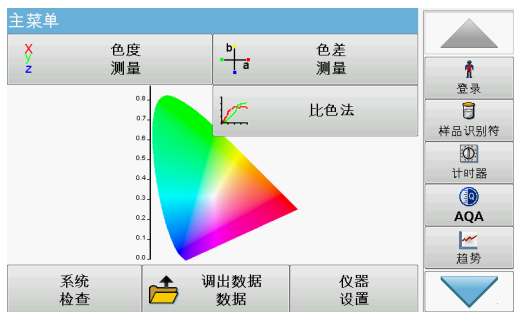 主菜单
X
Y
Z
色度
测量
b
a
色差
测量
比色法
0.8
0.7
0.6
0.5
0.4
0.3
0.2
0.1
0.0
系统
检查
调出数据
数据
仪器
设置
登录
样品识别符
计时器
AQA
趋势